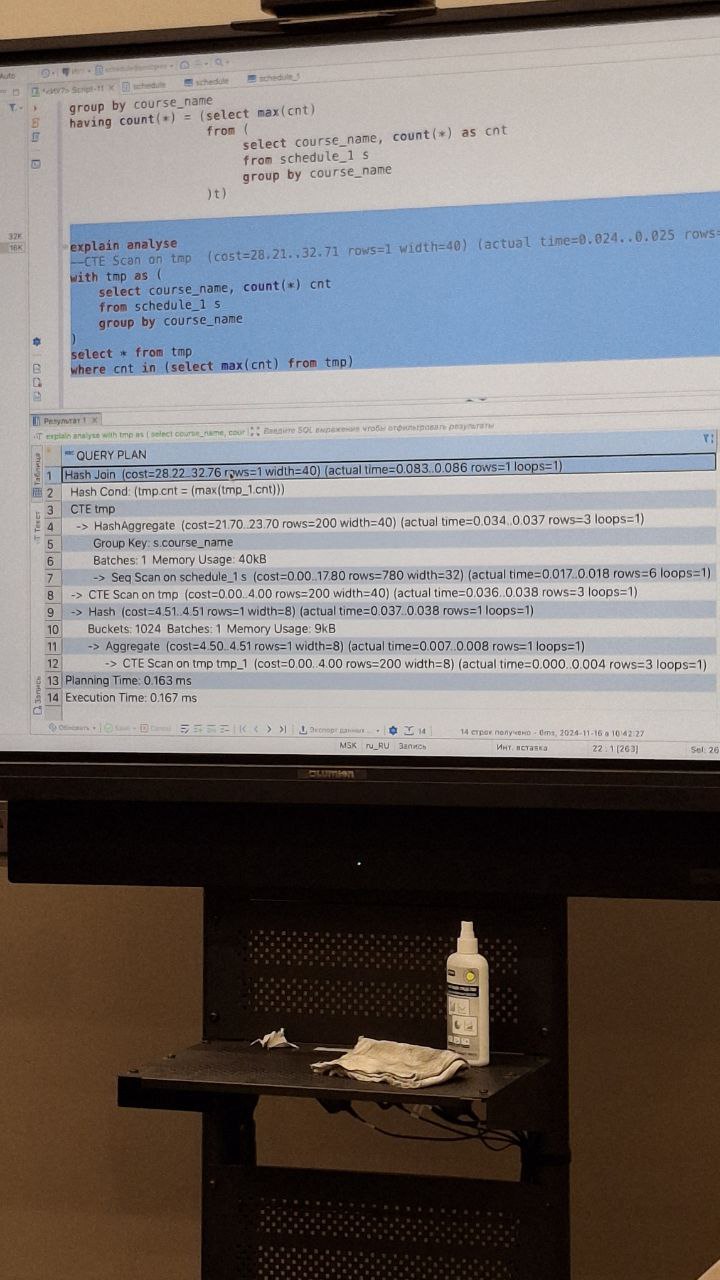 Auto
Script-11 schedule schedule schedule_1
group by course_name
having count(*) = (select max(cnt)
from (
select course_name, count(*) as cnt
from schedule_1 s
group by course_name
)t)
32K
16K
explain analyse
--CTE Scan on tmp (cost=28.21..32.71 rows=1 width=40) (actual time=0.024..0.025 rows=
with tmp as (
select course_name, count(*) cnt
from schedule_1 s
group by course_name
)
select * from tmp
where cnt in (select max(cnt) from tmp)
Результат 1
explain analyse with tmp as ( select course_name, cour Введите SQL выражение чтобы отфильтровать результаты
Таблица
Текст
Запись
QUERY PLAN
1 Hash Join (cost=28.22..32.76 rows=1 width=40) (actual time=0.083..0.086 rows=1 loops=1)
2 Hash Cond: (tmp.cnt = (max(tmp_1.cnt)))
3 CTE tmp
4 -> HashAggregate (cost=21.70..23.70 rows=200 width=40) (actual time=0.034..0.037 rows=3 loops=1)
5 Group Key: s.course_name
6 Batches: 1 Memory Usage: 40kB
7 -> Seq Scan on schedule_1 s (cost=0.00..17.80 rows=780 width=32) (actual time=0.017..0.018 rows=6 loops=1)
8 -> CTE Scan on tmp (cost=0.00..4.00 rows=200 width=40) (actual time=0.036..0.038 rows=3 loops=1)
9 -> Hash (cost=4.51..4.51 rows=1 width=8) (actual time=0.037..0.038 rows=1 loops=1)
10 Buckets: 1024 Batches: 1 Memory Usage: 9kB
11 -> Aggregate (cost=4.50..4.51 rows=1 width=8) (actual time=0.007..0.008 rows=1 loops=1)
12 -> CTE Scan on tmp tmp_1 (cost=0.00..4.00 rows=200 width=8) (actual time=0.000..0.004 rows=3 loops=1)
13 Planning Time: 0.163 ms
14 Execution Time: 0.167 ms
Обновить Save Cancel Экспорт данных ... 14 14 строк получено - 0ms, 2024-11-16 в 10:42:27
MSK ru_RU Запись Инт. вставка 22 : 1 [263] Sel: 26
Lumien